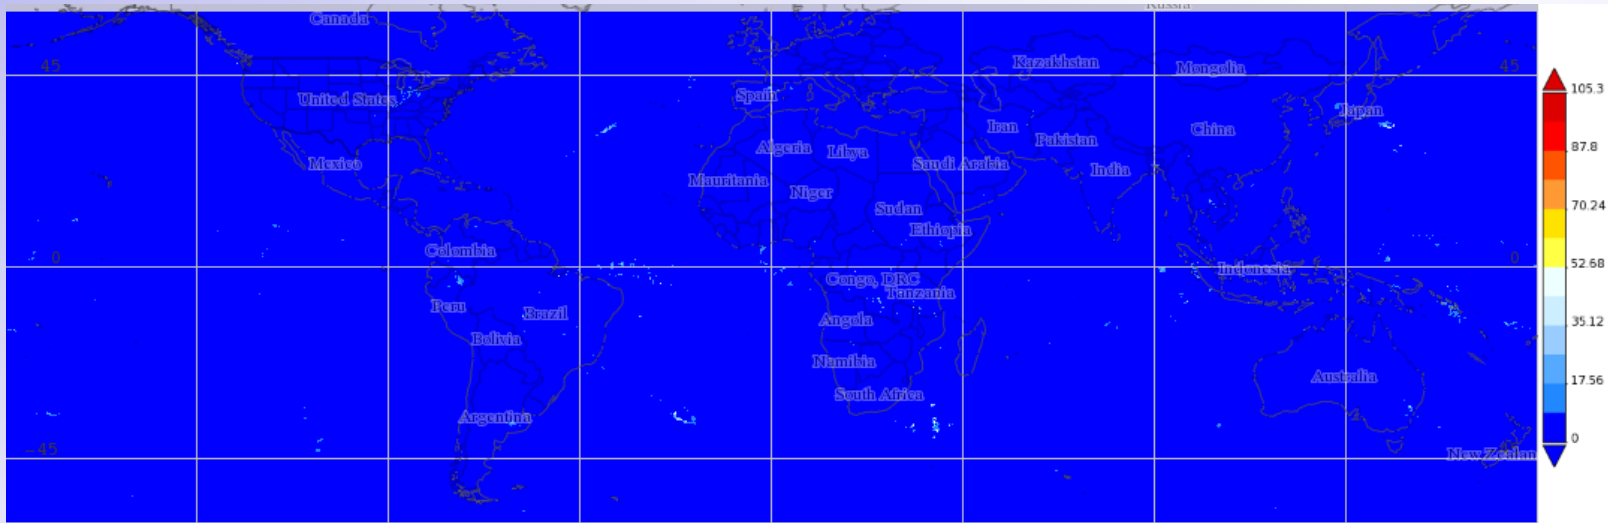 Russia
Canada
Kazakhstan
45
Mongolia
45
105.3
Spain
United States
Japan
Iran
China
Pakistan
87.8
Algeria
Libya
Mexico
Saudi Arabia
India
Mauritania
Niger
70.24
Sudan
Ethiopia
Colombia
0
0
52.68
Indonesia
Congo, DRC
Tanzania
Peru
Brazil
Angola
35.12
Bolivia
Namibia
Australia
17.56
South Africa
Argentina
0
-45
New Zealan